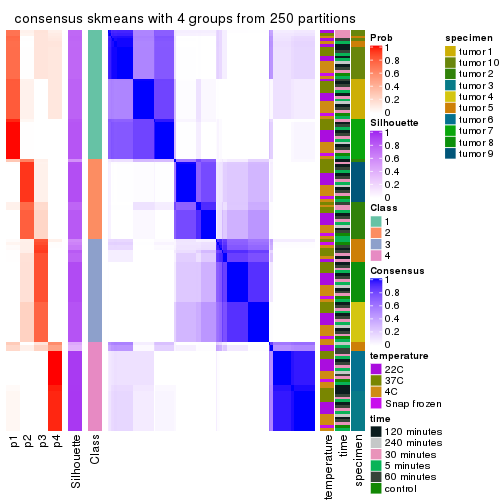 consensus skmeans with 4 groups from 250 partitions
Prob
1
0.8
0.6
0.4
0.2
0
Silhouette
1
0.8
0.6
0.4
0.2
0
Class
1
2
3
4
Consensus
1
0.8
0.6
0.4
0.2
0
temperature
22C
37C
4C
Snap frozen
time
120 minutes
240 minutes
30 minutes
5 minutes
60 minutes
control
specimen
tumor 1
tumor 10
tumor 2
tumor 3
tumor 4
tumor 5
tumor 6
tumor 7
tumor 8
tumor 9
p1
p2
p3
p4
Silhouette
Class
temperature
time
specimen